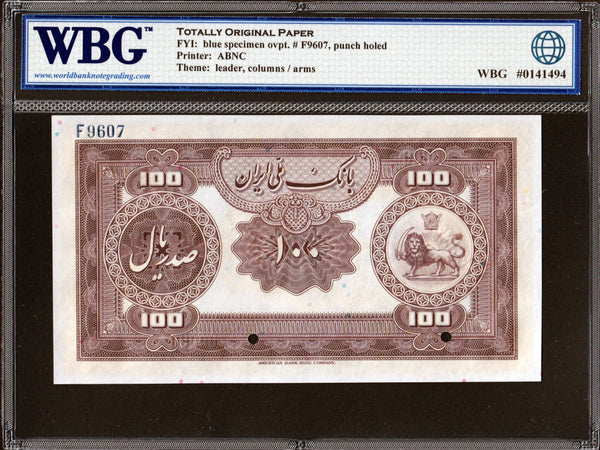 WBG™
www.worldbanknotegrading.com
TOTALLY ORIGINAL PAPER
FYI: blue specimen ovpt. # F9607, punch holed
Printer: ABNC
Theme: leader, columns / arms
WBG #0141494
F9607
100
بانک ملی ایران
100
صد ریال
۱۰۰
100
100
AMERICAN BANK NOTE COMPANY.